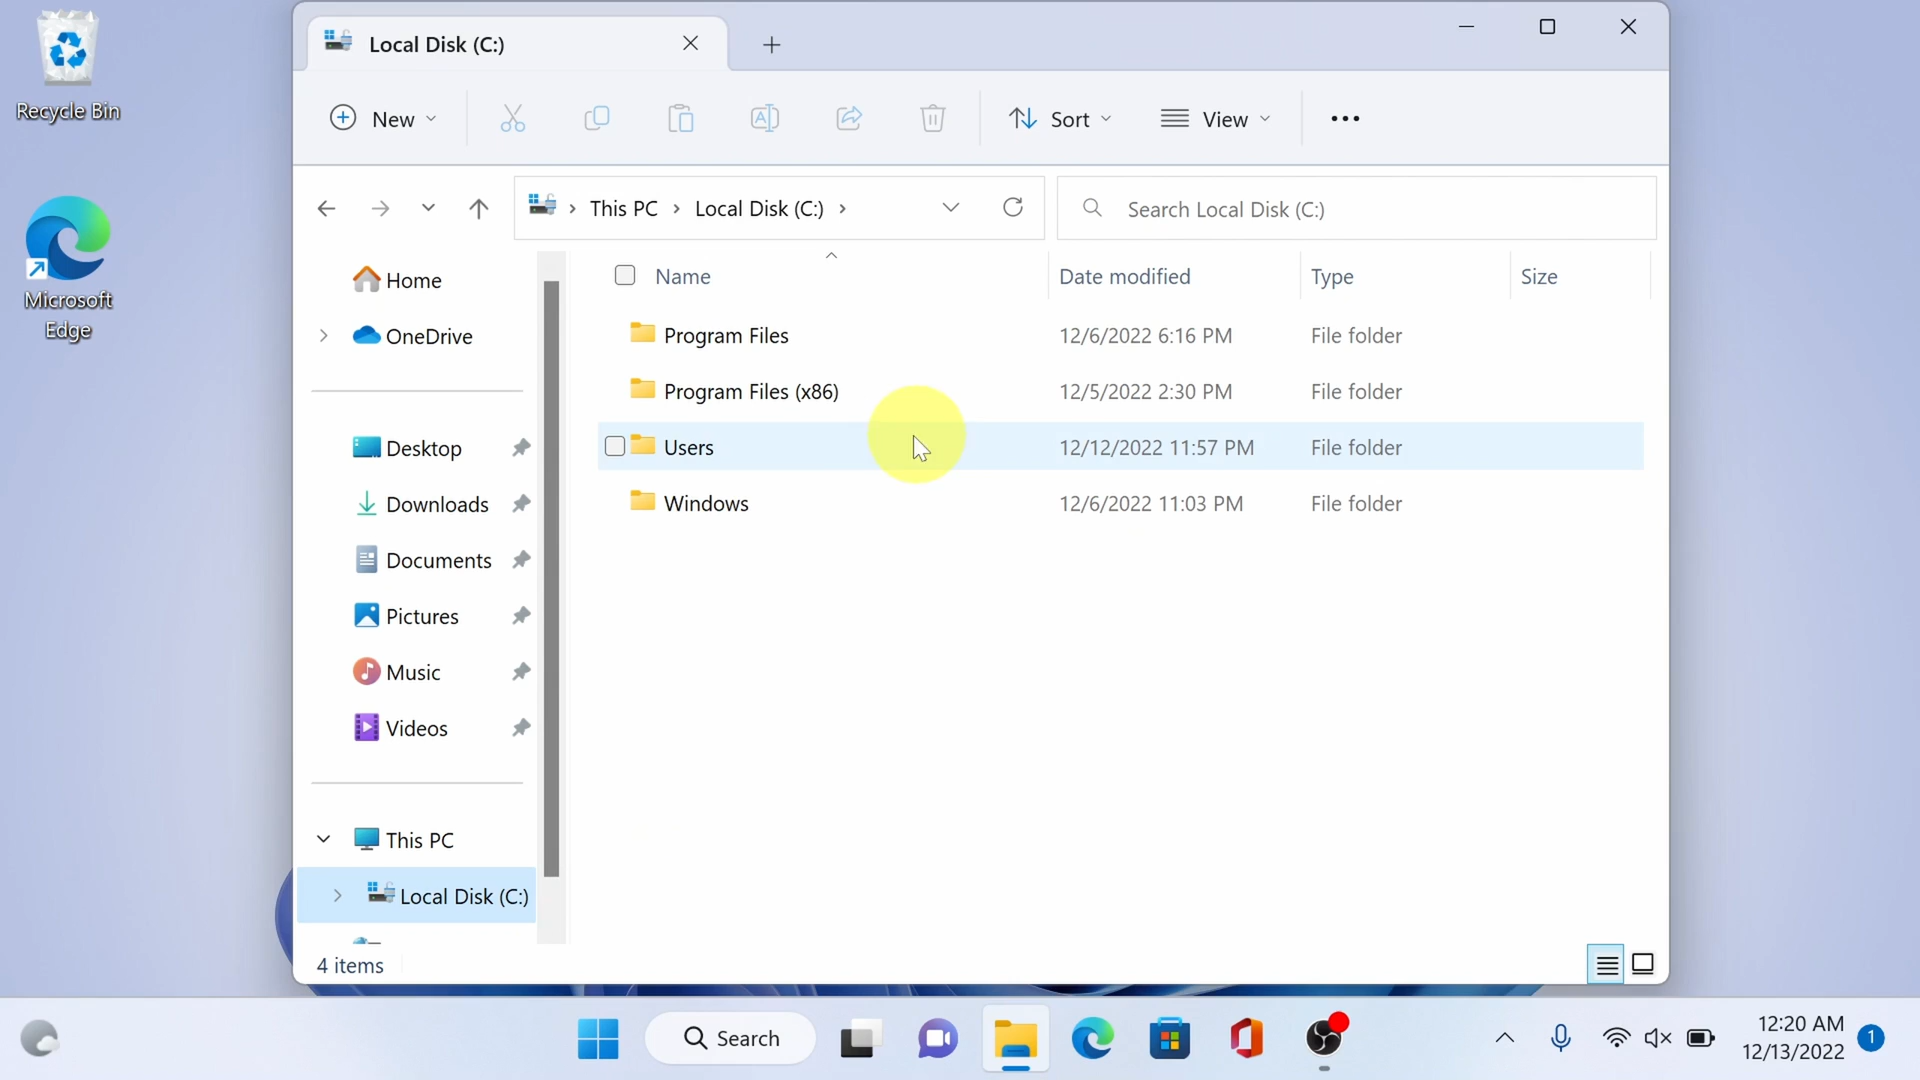 Recycle Bin
Microsoft
Edge
Local Disk (C:)
New
Sort
View
This PC
Local Disk (C:)
Search Local Disk (C:)
Home
OneDrive
Desktop
Downloads
Documents
Pictures
Music
Videos
This PC
Local Disk (C:)
Name Date modified Type Size
Program Files 12/6/2022 6:16 PM File folder
Program Files (x86) 12/5/2022 2:30 PM File folder
Users 12/12/2022 11:57 PM File folder
Windows 12/6/2022 11:03 PM File folder
4 items
Search
12:20 AM
12/13/2022
1